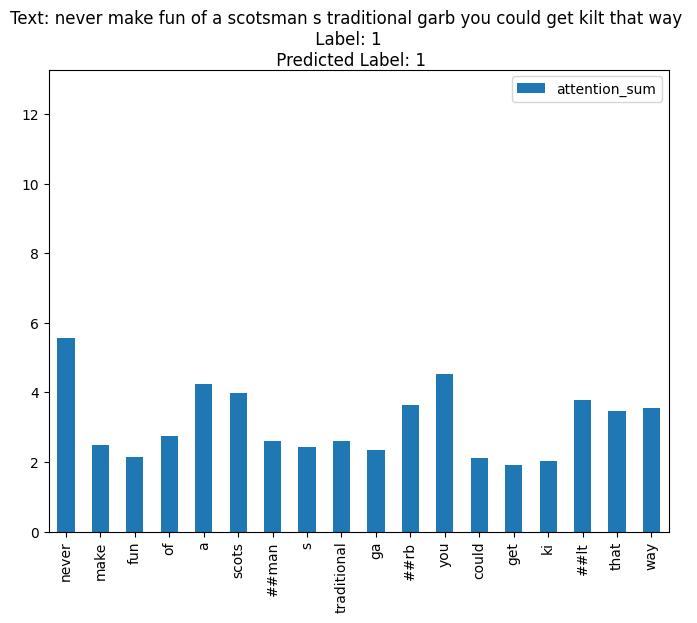 Text: never make fun of a scotsman s traditional garb you could get kilt that way
Label: 1
Predicted Label: 1
attention_sum
12
10
8
6
4
2
0
never
make
fun
of
a
scots
##man
s
traditional
ga
##rb
you
could
get
ki
##lt
that
way